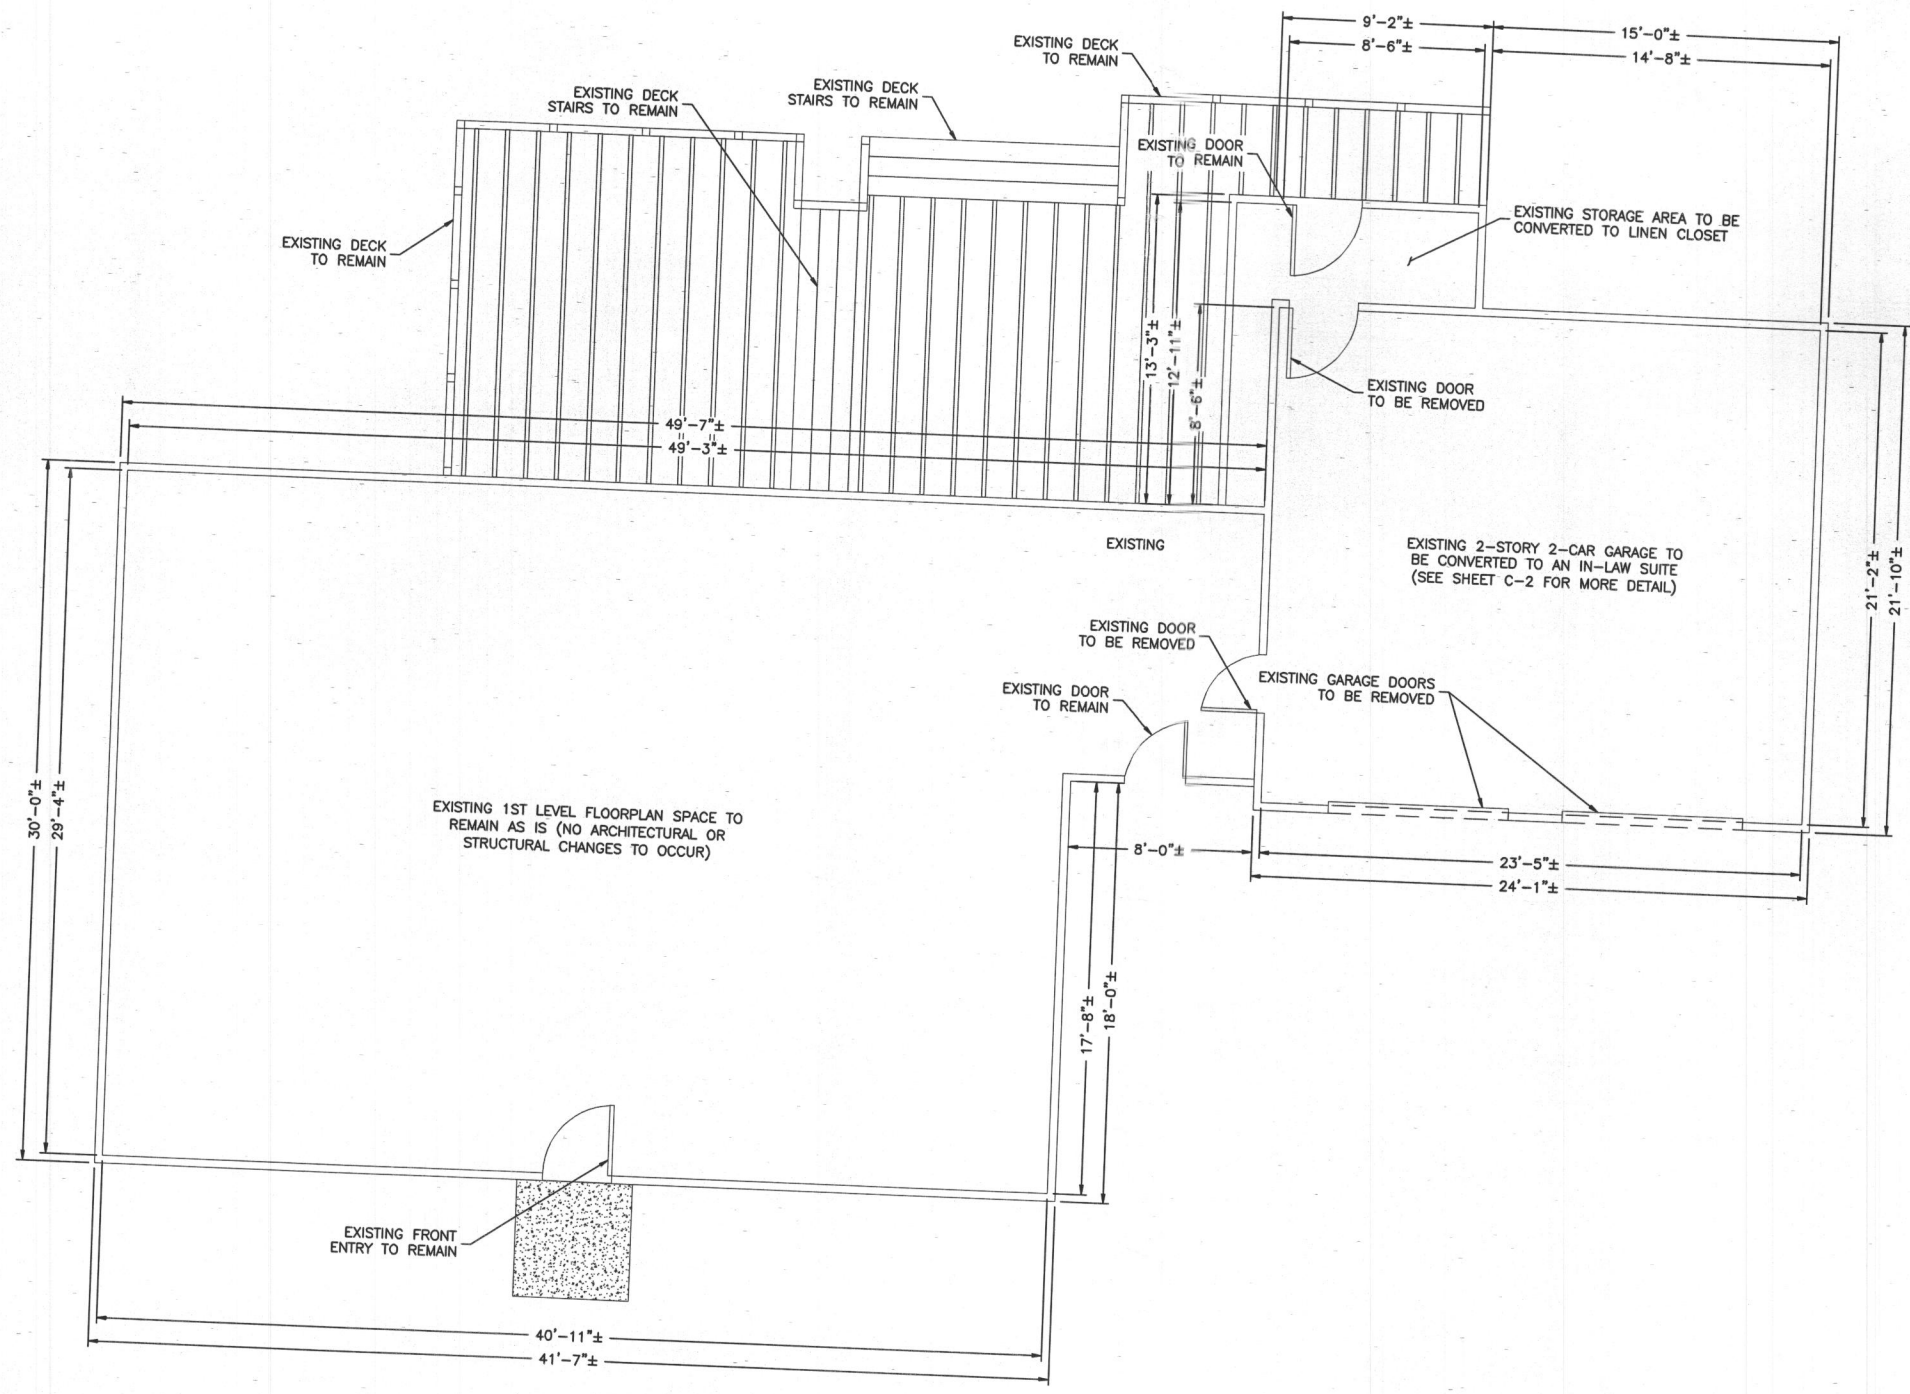 9'-2"±
8'-6"±
15'-0"±
14'-8"±
EXISTING DECK
TO REMAIN
EXISTING DECK
STAIRS TO REMAIN
EXISTING DECK
STAIRS TO REMAIN
EXISTING DOOR
TO REMAIN
EXISTING STORAGE AREA TO BE
CONVERTED TO LINEN CLOSET
EXISTING DECK
TO REMAIN
13'-3"±
12'-11"±
8'-6"±
EXISTING DOOR
TO BE REMOVED
49'-7"±
49'-3"±
EXISTING
EXISTING 2-STORY 2-CAR GARAGE TO
BE CONVERTED TO AN IN-LAW SUITE
(SEE SHEET C-2 FOR MORE DETAIL)
21'-2"±
21'-10"±
EXISTING DOOR
TO BE REMOVED
EXISTING GARAGE DOORS
TO BE REMOVED
EXISTING DOOR
TO REMAIN
30'-0"±
29'-4"±
EXISTING 1ST LEVEL FLOORPLAN SPACE TO
REMAIN AS IS (NO ARCHITECTURAL OR
STRUCTURAL CHANGES TO OCCUR)
8'-0"±
23'-5"±
24'-1"±
17'-8"±
18'-0"±
EXISTING FRONT
ENTRY TO REMAIN
40'-11"±
41'-7"±